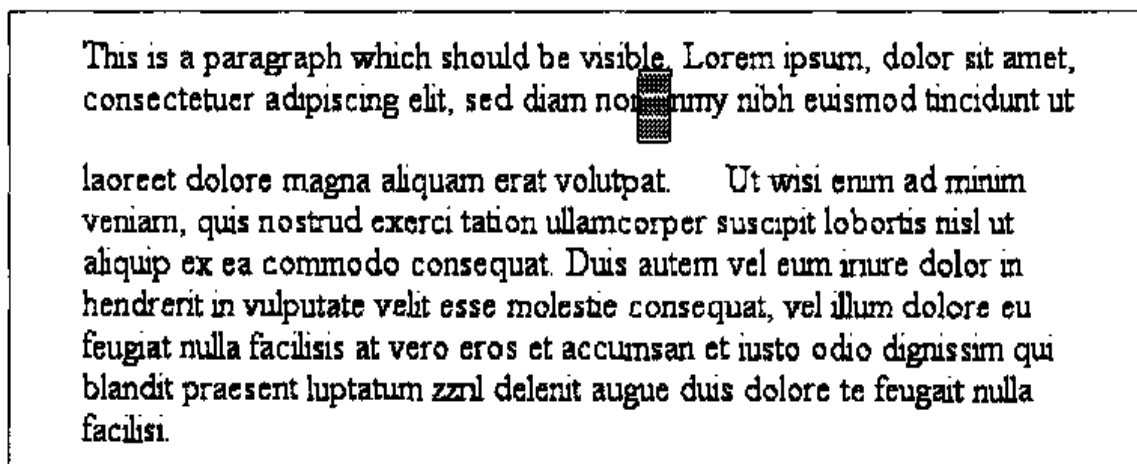 This is a paragraph which should be visible. Lorem ipsum, dolor sit amet,
consectetuer adipiscing elit, sed diam nibh euismod tincidunt ut
laoreet dolore magna aliquam erat volutpat. Ut wisi enim ad minim
veniam, quis nostrud exerci tation ullamcorper suscipit lobortis nisl ut
aliquip ex ea commodo consequat. Duis autem vel eum iriure dolor in
hendrerit in vulputate velit esse molestie consequat, vel illum dolore eu
feugiat nulla facilisis at vero eros et accumsan et iusto odio dignissim qui
blandit praesent luptatum zzril delenit augue duis dolore te feugait nulla
facilisi.